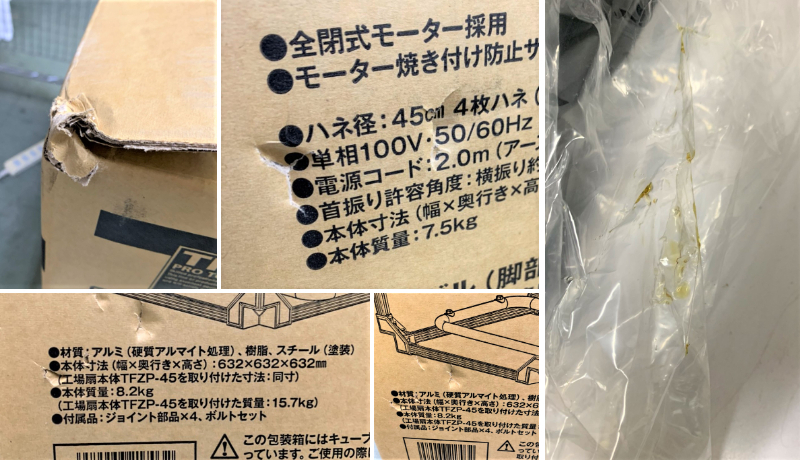 ●全閉式モーター採用
●モーター焼き付け防止サ
●ハネ径:45㎝ 4枚ハネ(
●単相100V・50/60Hz
●電源コード:2.0m(アー
●首振り許容角度:横振り約
●本体寸法(幅×奥行き×高さ
●本体質量:7.5kg
(脚部
PRO T
●材質:アルミ(硬質アルマイト処理)、樹脂、スチール(塗装)
●本体寸法(幅×奥行き×高さ):632×632×632㎜
(工場扇本体TFZP-45を取り付けた寸法:同寸)
●本体質量:8.2kg
(工場扇本体TFZP-45を取り付けた質量:15.7kg)
●付属品:ジョイント部品×4、ボルトセット
この包装箱にはキューブ
っています。ご使用の際
●材質:アルミ(硬質アルマイト処理)、樹
●本体寸法(幅×奥行き×高さ):632×6
(工場扇本体TFZP-45を取り付けた寸法
●本体質量:8.2kg
(工場扇本体TFZP-45を取り付けた質量
●付属品:ジョイント部品×4、ボルトセット
この包
ってい